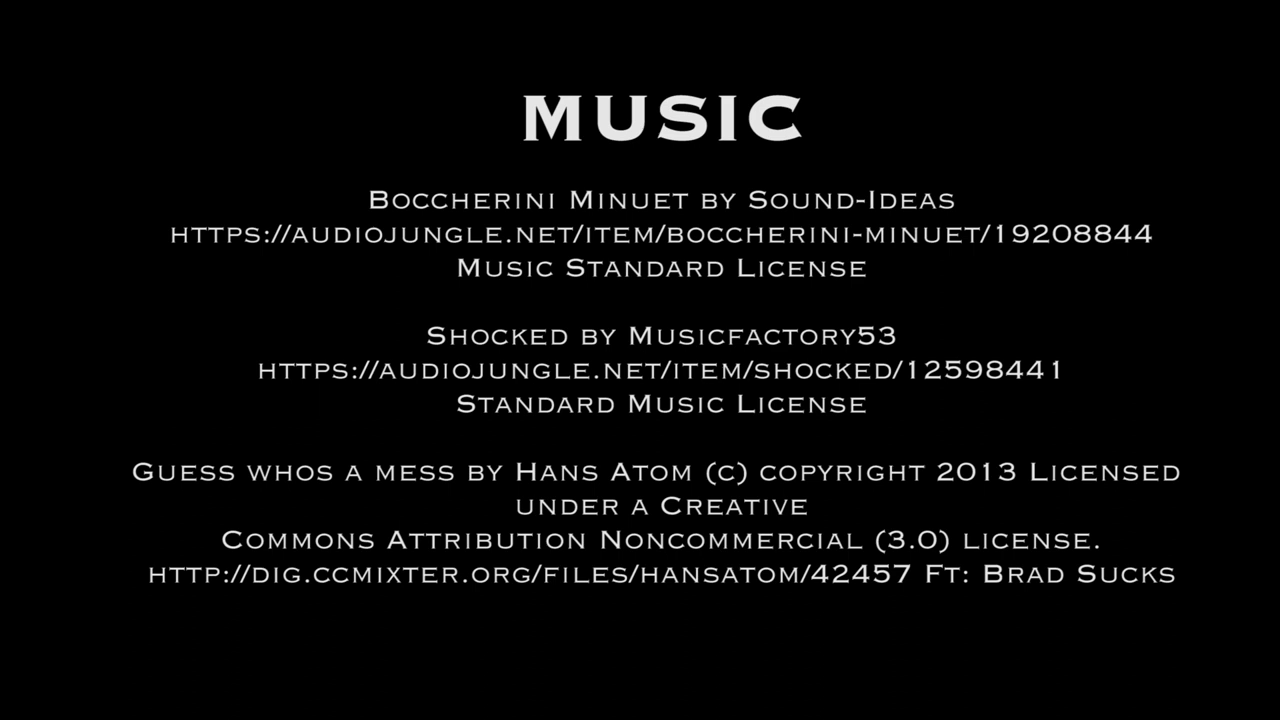 MUSIC
Boccherini Minuet by Sound-Ideas
https://audiojungle.net/item/boccherini-minuet/19208844
Music Standard License
Shocked by Musicfactory53
https://audiojungle.net/item/shocked/12598441
Standard Music License
Guess whos a mess by Hans Atom (c) copyright 2013 Licensed
under a Creative
Commons Attribution Noncommercial (3.0) license.
http://dig.ccmixter.org/files/hansatom/42457 Ft: Brad Sucks